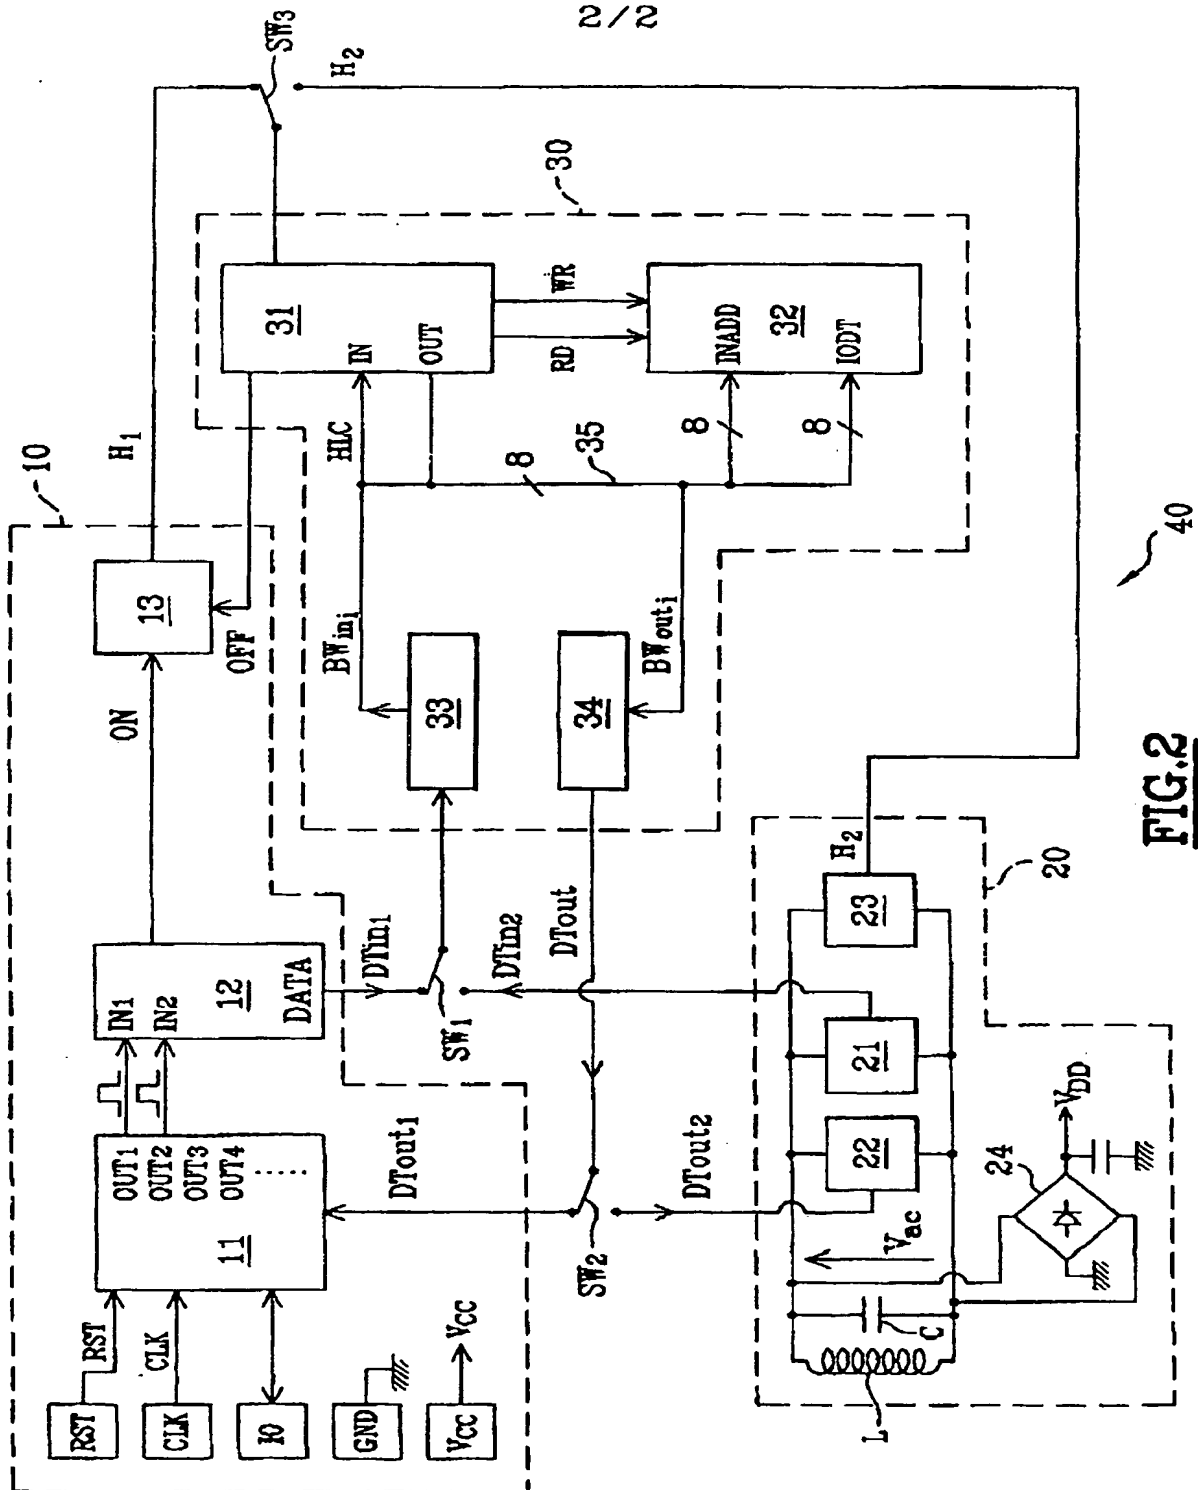 2/2
SW3
H2
H1
10
30
31
IN
OUT
WR
RD
INADD
32
IODT
HLC
8
8
8
35
13
ON
OFF
BWini
33
34
BWouti
40
IN1
IN2
12
DATA
DTin1
DTin2
DTout
SW1
OUT1
OUT2
OUT3
OUT4
......
11
DTout1
DTout2
SW2
RST
CLK
RST
CLK
IO
GND
VCC
VCC
H2
23
20
21
22
Vac
C
L
24
VDD
FIG.2